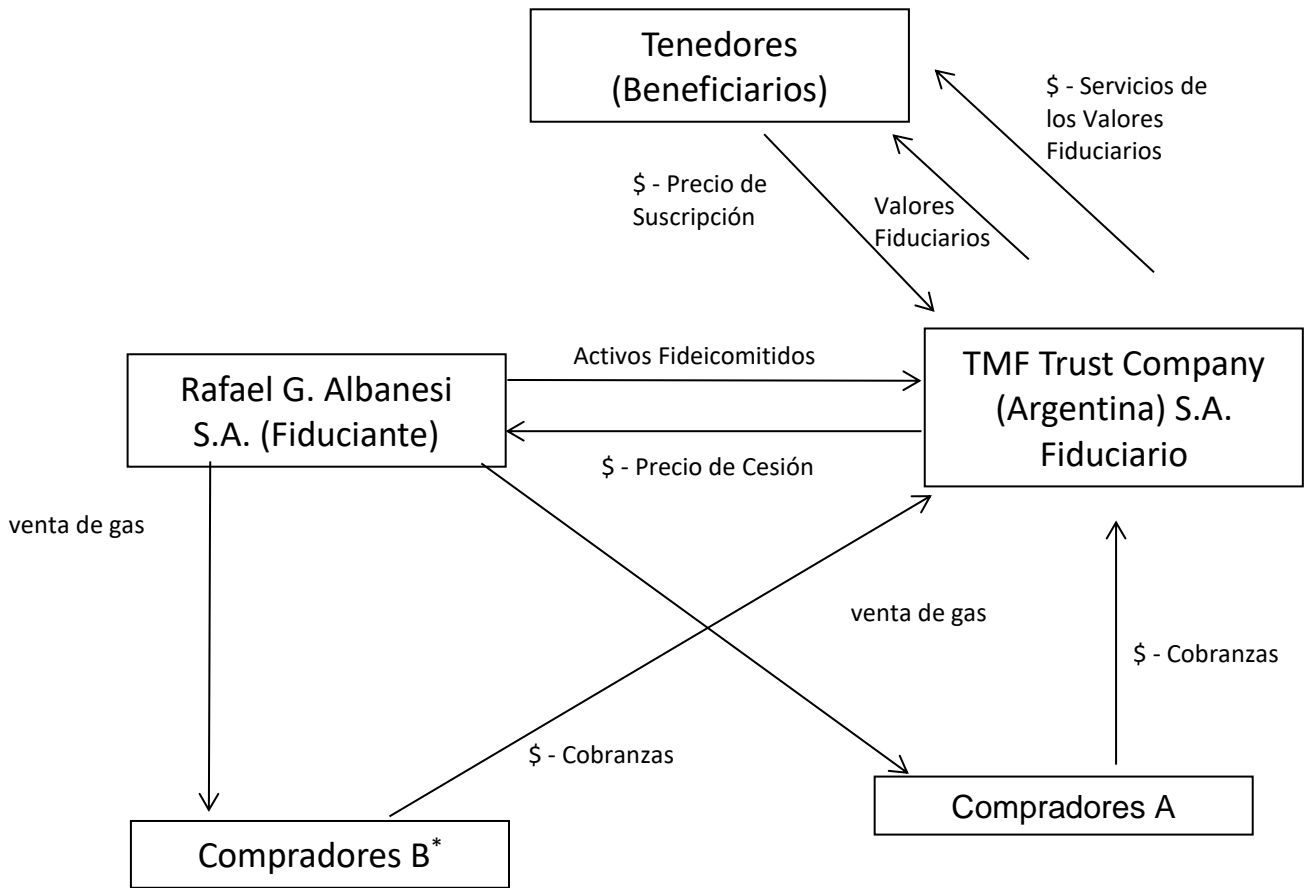 Tenedores
(Beneficiarios)
$ - Servicios de
los Valores
Fiduciarios
$ - Precio de
Suscripción
Valores
Fiduciarios
Activos Fideicomitidos
Rafael G. Albanesi
S.A. (Fiduciante)
TMF Trust Company
(Argentina) S.A.
Fiduciario
$ - Precio de Cesión
venta de gas
venta de gas
$ - Cobranzas
$ - Cobranzas
Compradores A
Compradores B*